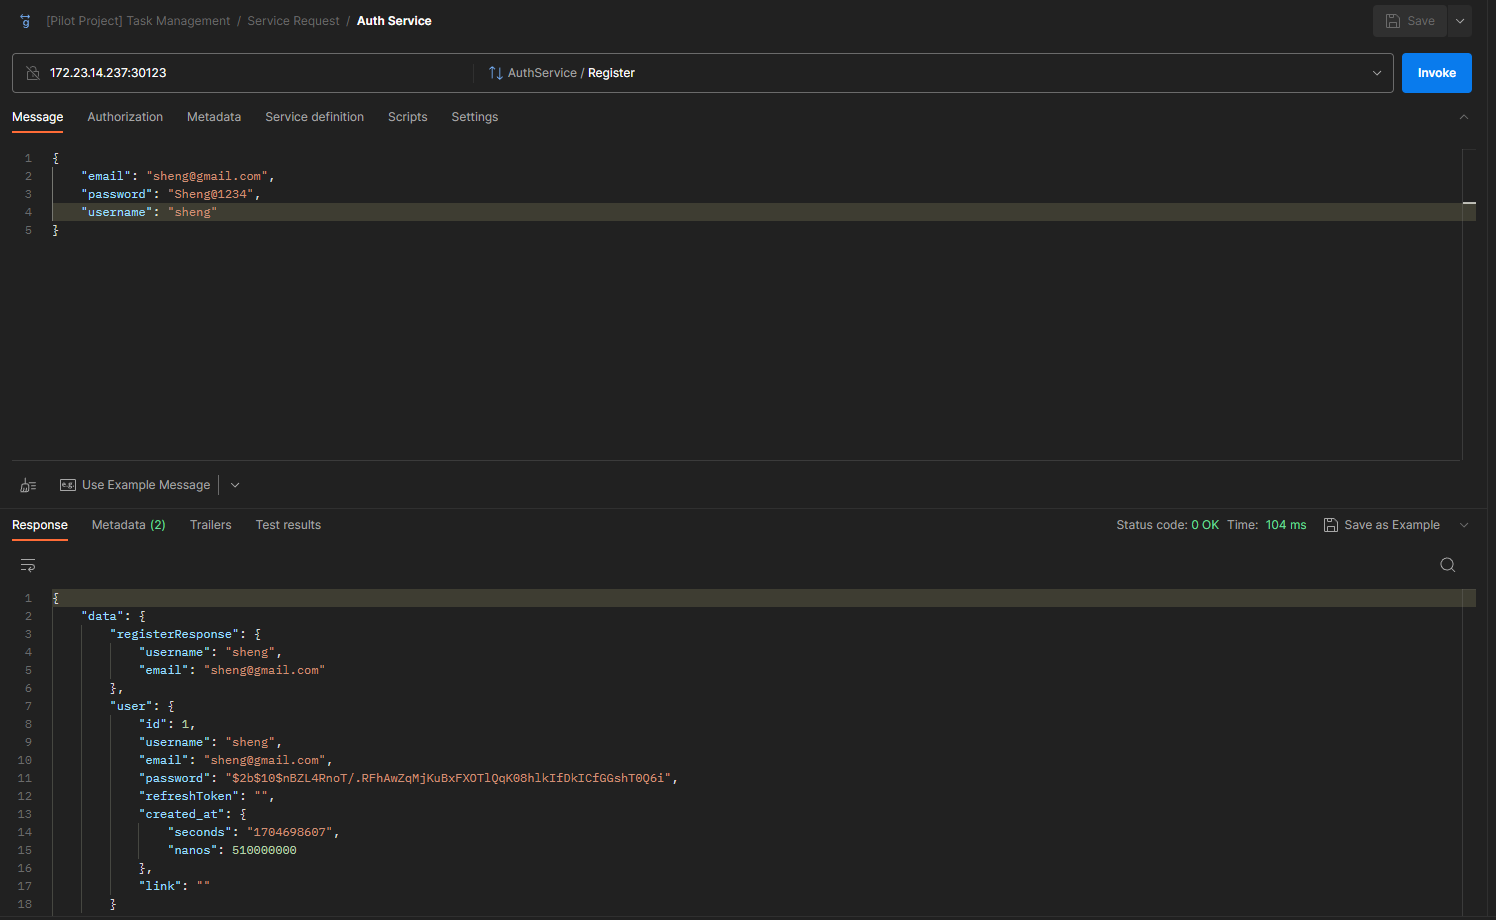 [Pilot Project] Task Management / Service Request / Auth Service
Save
172.23.14.237:30123
AuthService / Register
Invoke
Message Authorization Metadata Service definition Scripts Settings
1 {
2 "email": "sheng@gmail.com",
3 "password": "Sheng@1234",
4 "username": "sheng"
5 }
e.g. Use Example Message
Response Metadata (2) Trailers Test results
Status code: 0 OK Time: 104 ms Save as Example
1 {
2 "data": {
3 "registerResponse": {
4 "username": "sheng",
5 "email": "sheng@gmail.com"
6 },
7 "user": {
8 "id": 1,
9 "username": "sheng",
10 "email": "sheng@gmail.com",
11 "password": "$2b$10$nBZL4RnoT/.RFhAwZqMjKuBxFXOTlQqK08hlkIfDkICfGGshT0Q6i",
12 "refreshToken": "",
13 "created_at": {
14 "seconds": "1704698607",
15 "nanos": 510000000
16 },
17 "link": ""
18 }